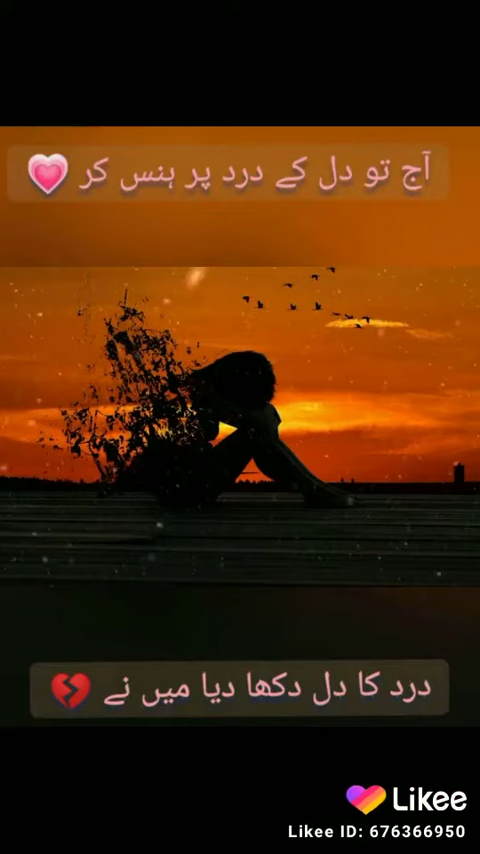 آج تو دل کے درد پر ہنس کر 💗
درد کا دل دکھا دیا میں نے 💔
Likee
Likee ID: 676366950